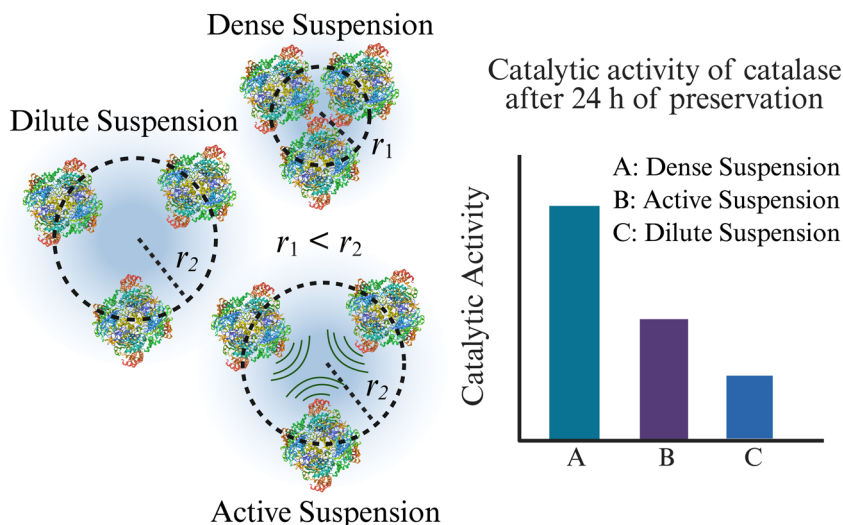 Dense Suspension
r1
Dilute Suspension
r2
r1 < r2
r2
Active Suspension
Catalytic activity of catalase
after 24 h of preservation
Catalytic Activity
A: Dense Suspension
B: Active Suspension
C: Dilute Suspension
A B C